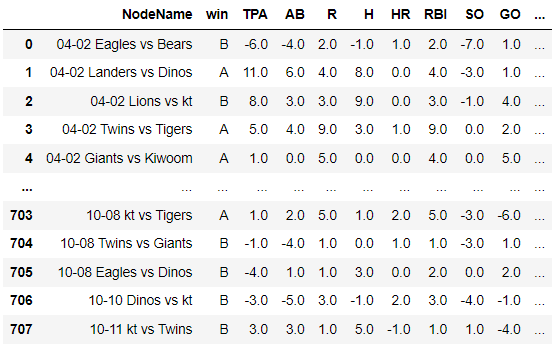 NodeName win TPA AB R H HR RBI SO GO ...
0 04-02 Eagles vs Bears B -6.0 -4.0 2.0 -1.0 1.0 2.0 -7.0 1.0 ...
1 04-02 Landers vs Dinos A 11.0 6.0 4.0 8.0 0.0 4.0 -3.0 1.0 ...
2 04-02 Lions vs kt B 8.0 3.0 3.0 9.0 0.0 3.0 -1.0 4.0 ...
3 04-02 Twins vs Tigers A 5.0 4.0 9.0 3.0 1.0 9.0 0.0 2.0 ...
4 04-02 Giants vs Kiwoom A 1.0 0.0 5.0 0.0 0.0 4.0 0.0 5.0 ...
... ... ... ... ... ... ... ... ... ... ... ...
703 10-08 kt vs Tigers A 1.0 2.0 5.0 1.0 2.0 5.0 -3.0 -6.0 ...
704 10-08 Twins vs Giants B -1.0 -4.0 1.0 0.0 1.0 1.0 -3.0 1.0 ...
705 10-08 Eagles vs Dinos B -4.0 1.0 1.0 3.0 0.0 2.0 0.0 2.0 ...
706 10-10 Dinos vs kt B -3.0 -5.0 3.0 -1.0 2.0 3.0 -4.0 -1.0 ...
707 10-11 kt vs Twins B 3.0 3.0 1.0 5.0 -1.0 1.0 1.0 -4.0 ...